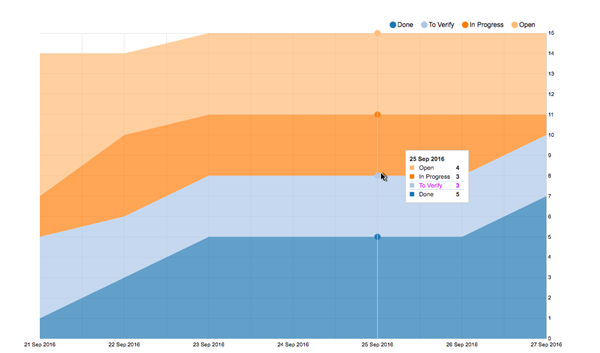 Done To Verify In Progress Open
15
14
13
12
11
10
9
8
7
6
5
4
3
2
1
0
25 Sep 2016
Open 4
In Progress 3
To Verify 3
Done 5
21 Sep 2016 22 Sep 2016 23 Sep 2016 24 Sep 2016 25 Sep 2016 26 Sep 2016 27 Sep 2016